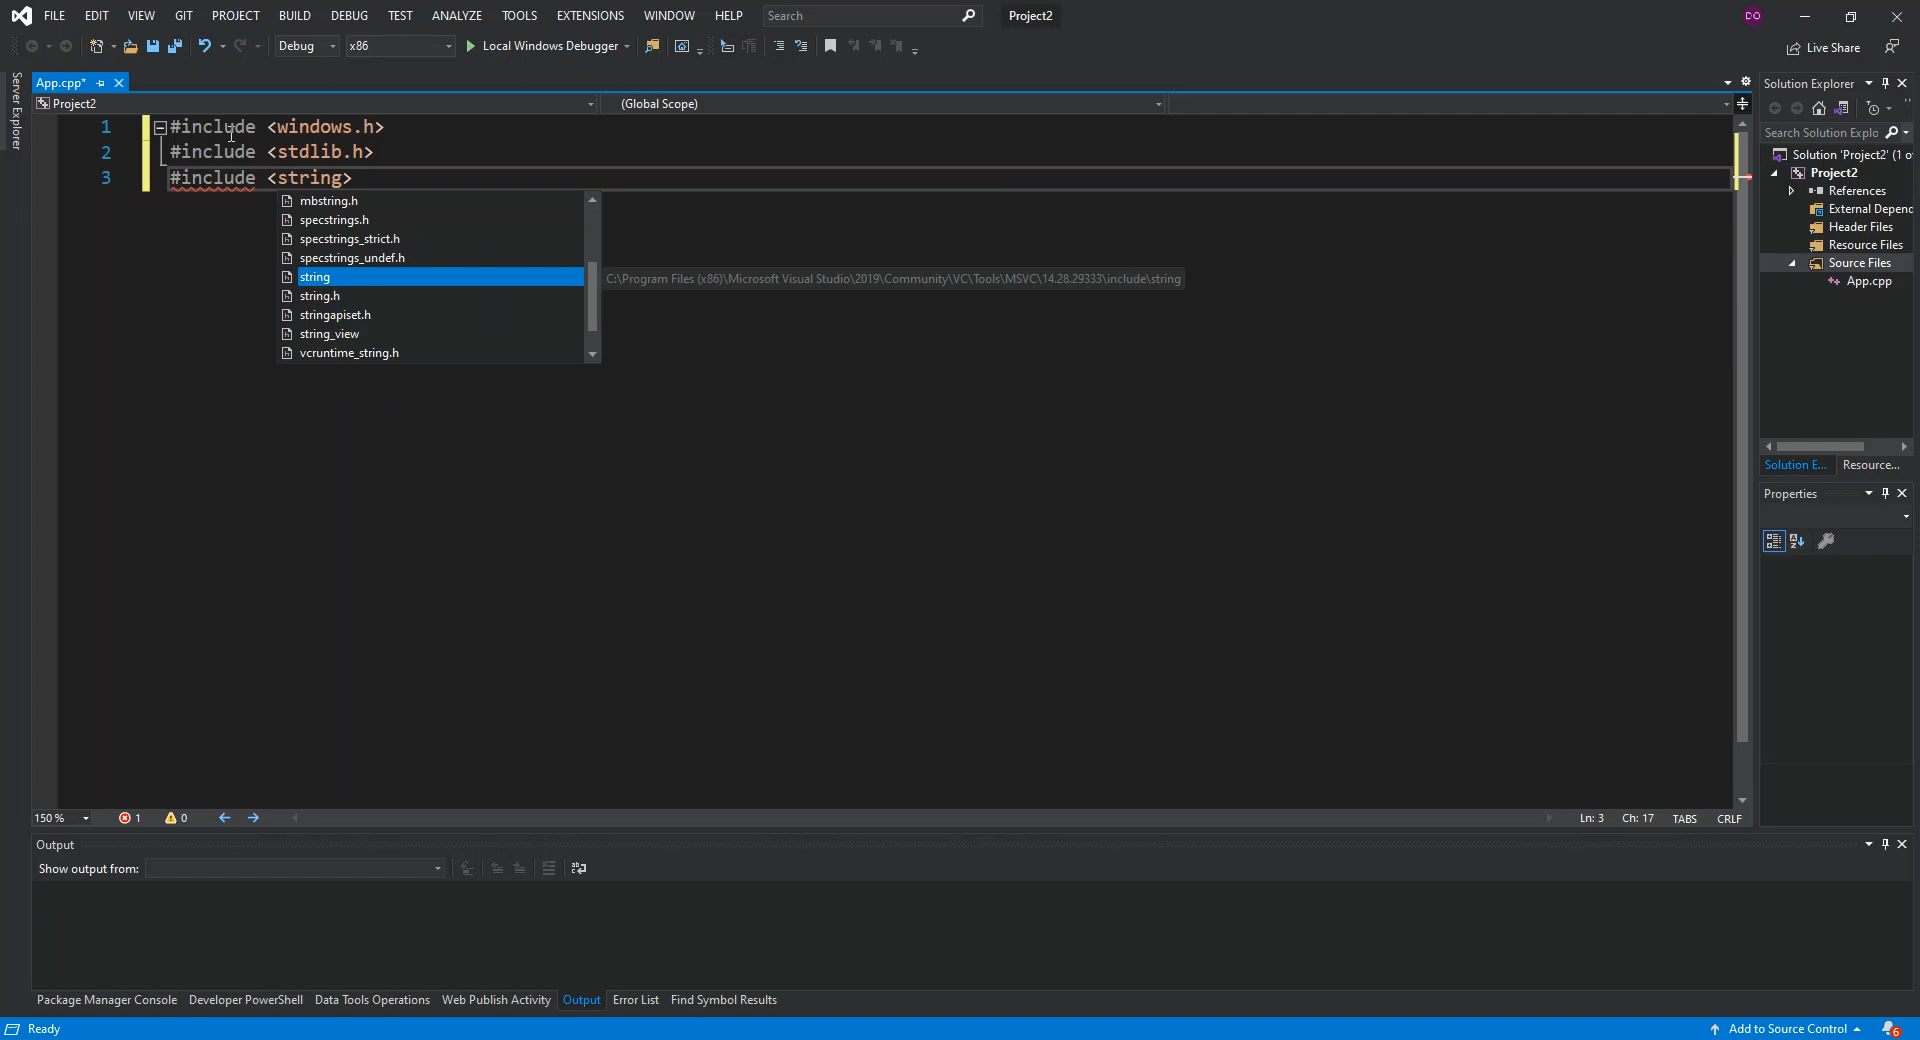 FILE EDIT VIEW GIT PROJECT BUILD DEBUG TEST ANALYZE TOOLS EXTENSIONS WINDOW HELP Search Project2 DO
Debug x86 Local Windows Debugger Live Share
Server Explorer
App.cpp*
Project2 (Global Scope)
1 #include <windows.h>
2 #include <stdlib.h>
3 #include <string>
mbstring.h
specstrings.h
specstrings_strict.h
specstrings_undef.h
string C:\Program Files (x86)\Microsoft Visual Studio\2019\Community\VC\Tools\MSVC\14.28.29333\include\string
string.h
stringapiset.h
string_view
vcruntime_string.h
150 % 1 0 Ln: 3 Ch: 17 TABS CRLF
Solution Explorer
Search Solution Explo
Solution 'Project2' (1 o
Project2
References
External Depend
Header Files
Resource Files
Source Files
App.cpp
Solution E... Resource...
Properties
Output
Show output from:
Package Manager Console Developer PowerShell Data Tools Operations Web Publish Activity Output Error List Find Symbol Results
Ready Add to Source Control 6